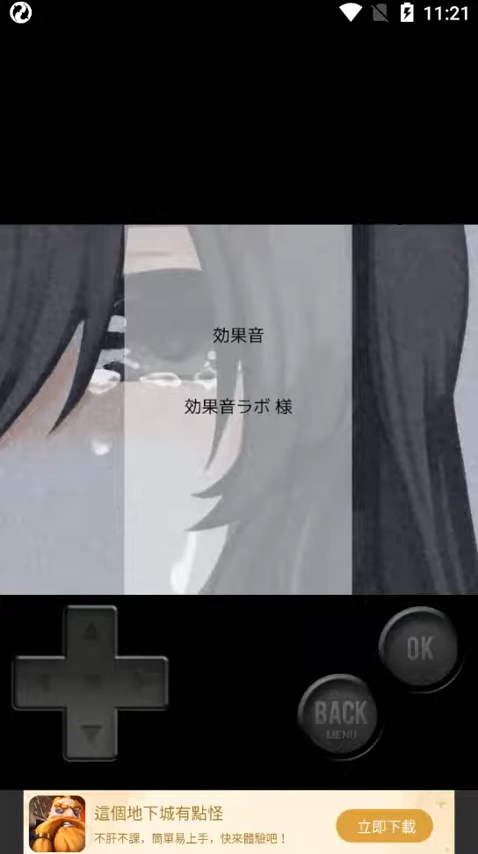 11:21
効果音
効果音ラボ 様
OK
BACK
MENU
這個地下城有點怪
不肝不課，簡單易上手，快來體驗吧！
立即下載